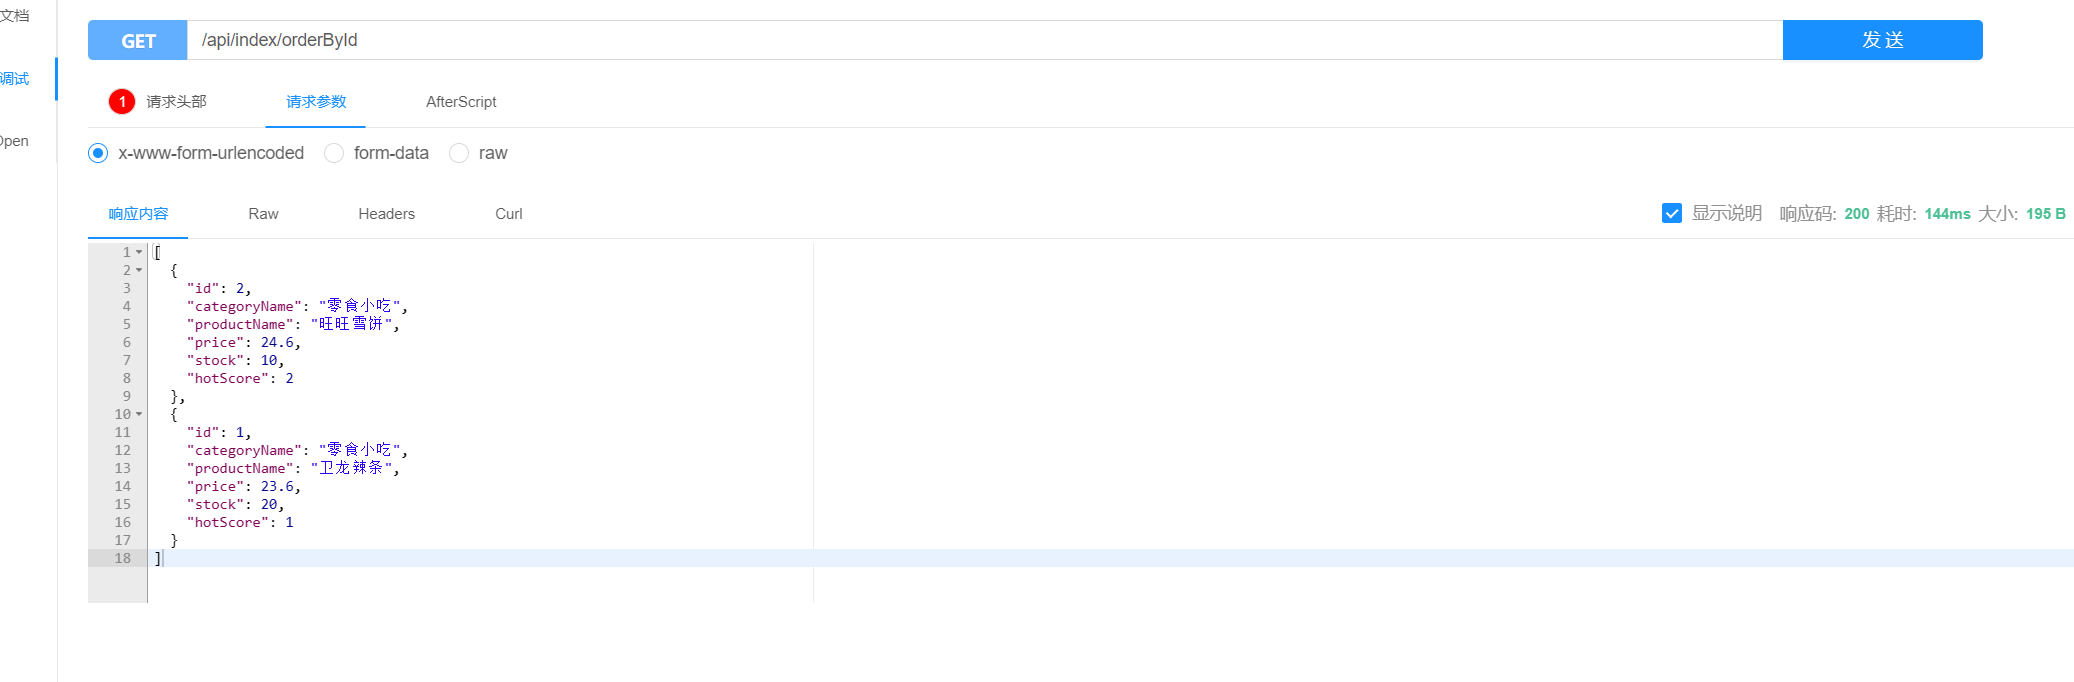 文档
调试
Open
GET /api/index/orderById 发送
1 请求头部 请求参数 AfterScript
x-www-form-urlencoded form-data raw
响应内容 Raw Headers Curl 显示说明 响应码: 200 耗时: 144ms 大小: 195 B
1 [
2 {
3 "id": 2,
4 "categoryName": "零食小吃",
5 "productName": "旺旺雪饼",
6 "price": 24.6,
7 "stock": 10,
8 "hotScore": 2
9 },
10 {
11 "id": 1,
12 "categoryName": "零食小吃",
13 "productName": "卫龙辣条",
14 "price": 23.6,
15 "stock": 20,
16 "hotScore": 1
17 }
18 ]